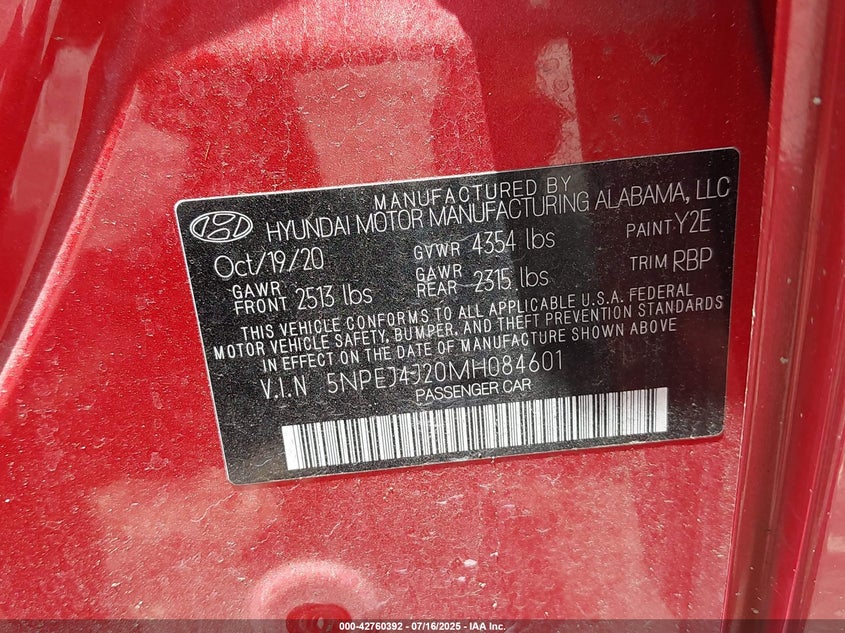 MANUFACTURED BY
HYUNDAI MOTOR MANUFACTURING ALABAMA, LLC
Oct/19/20 GVWR 4354 lbs PAINT Y2E
GAWR FRONT 2513 lbs GAWR REAR 2315 lbs TRIM RBP
THIS VEHICLE CONFORMS TO ALL APPLICABLE U.S.A. FEDERAL
MOTOR VEHICLE SAFETY, BUMPER, AND THEFT PREVENTION STANDARDS
IN EFFECT ON THE DATE OF MANUFACTURE SHOWN ABOVE
V.I.N 5NPEJ4J20MH084601
PASSENGER CAR
000-42760392 - 07/16/2025 - IAA Inc.